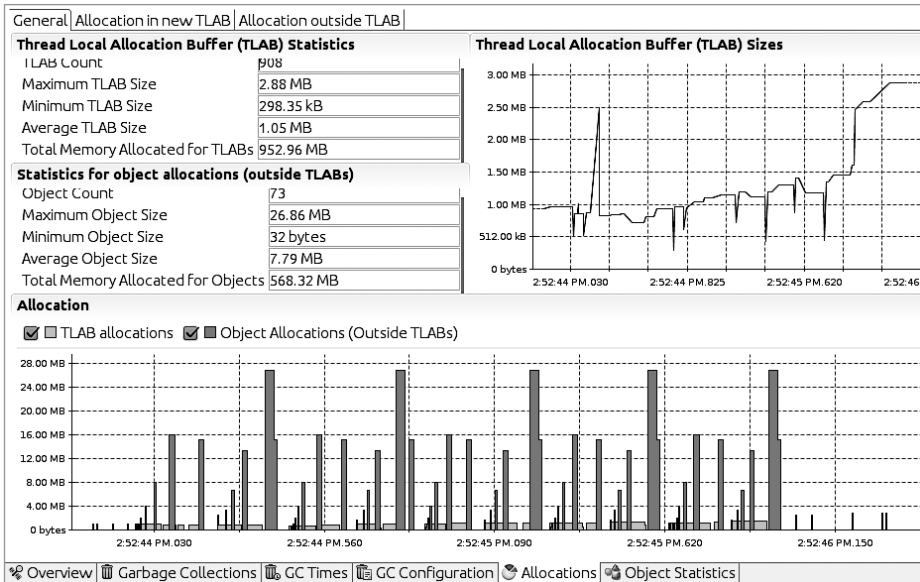 General Allocation in new TLAB Allocation outside TLAB
Thread Local Allocation Buffer (TLAB) Statistics
TLAB Count 908
Maximum TLAB Size 2.88 MB
Minimum TLAB Size 298.35 kB
Average TLAB Size 1.05 MB
Total Memory Allocated for TLABs 952.96 MB
Statistics for object allocations (outside TLABs)
Object Count 73
Maximum Object Size 26.86 MB
Minimum Object Size 32 bytes
Average Object Size 7.79 MB
Total Memory Allocated for Objects 568.32 MB
Thread Local Allocation Buffer (TLAB) Sizes
3.00 MB
2.50 MB
2.00 MB
1.50 MB
1.00 MB
512.00 kB
0 bytes
2:52:44 PM.030 2:52:44 PM.825 2:52:45 PM.620 2:52:46
Allocation
TLAB allocations Object Allocations (Outside TLABs)
28.00 MB
24.00 MB
20.00 MB
16.00 MB
12.00 MB
8.00 MB
4.00 MB
0 bytes
2:52:44 PM.030 2:52:44 PM.560 2:52:45 PM.090 2:52:45 PM.620 2:52:46 PM.150
Overview Garbage Collections GC Times GC Configuration Allocations Object Statistics